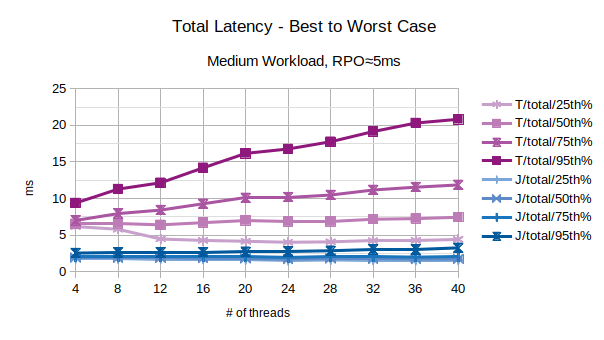 Total Latency - Best to Worst Case
Medium Workload, RPO≈5ms
25
20
15
10
5
0
ms
4 8 12 16 20 24 28 32 36 40
# of threads
T/total/25th%
T/total/50th%
T/total/75th%
T/total/95th%
J/total/25th%
J/total/50th%
J/total/75th%
J/total/95th%